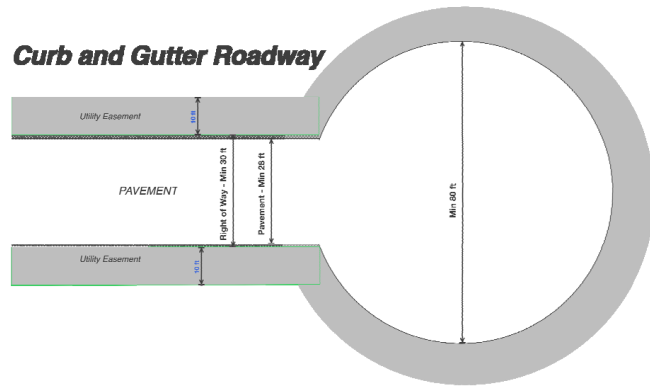 Curb and Gutter Roadway
Utility Easement
10 ft
Right of Way - Min 30 ft
Pavement - Min 28 ft
PAVEMENT
Min 80 ft
Utility Easement
10 ft